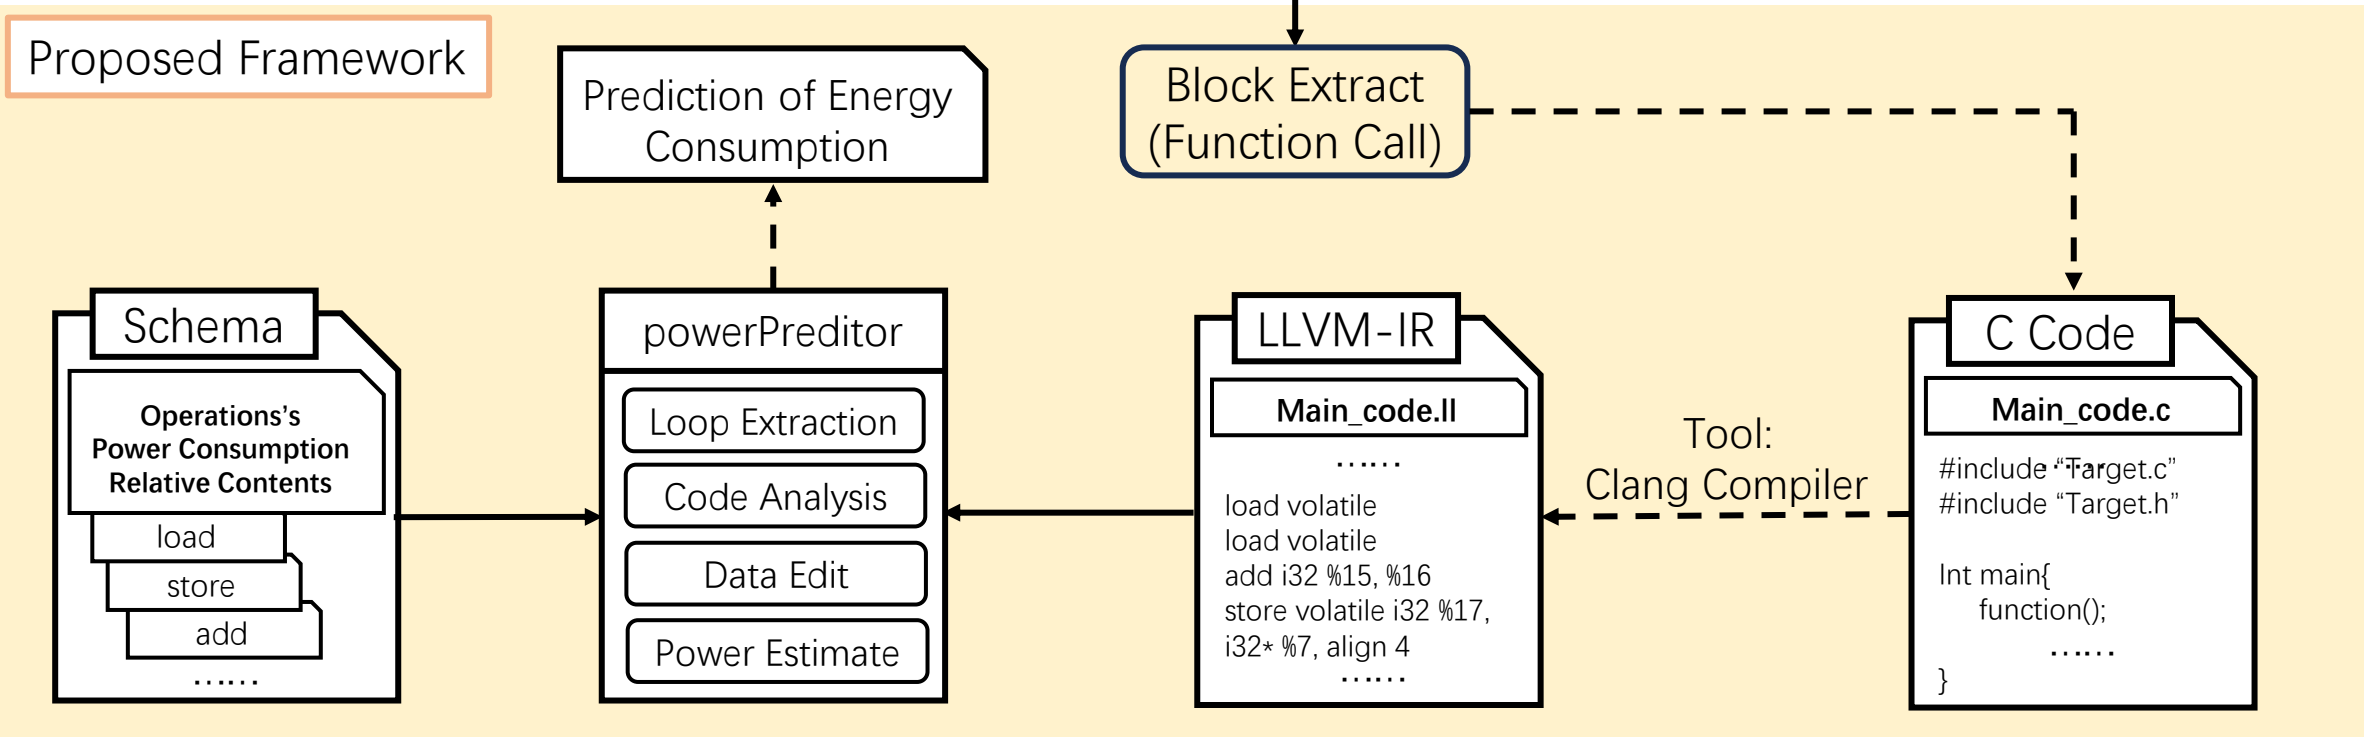 Proposed Framework
Prediction of Energy
Consumption
Block Extract
(Function Call)
Schema
Operations's
Power Consumption
Relative Contents
load
store
add
……
powerPreditor
Loop Extraction
Code Analysis
Data Edit
Power Estimate
LLVM-IR
Main_code.ll
……
load volatile
load volatile
add i32 %15, %16
store volatile i32 %17,
i32* %7, align 4
……
Tool:
Clang Compiler
C Code
Main_code.c
……
#include “Target.c”
#include “Target.h”
Int main{
function();
……
}